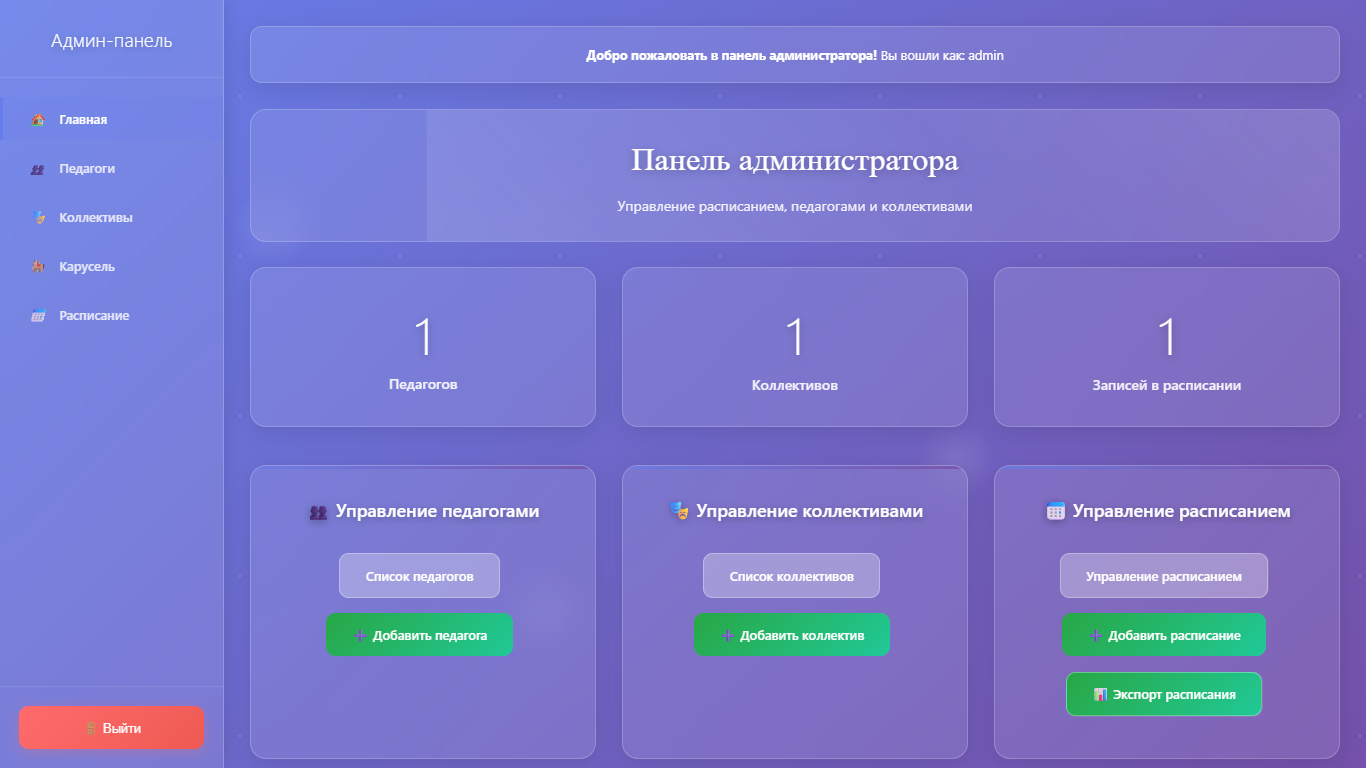 Админ-панель
Главная
Педагоги
Коллективы
Карусель
Расписание
Выйти
Добро пожаловать в панель администратора! Вы вошли как: admin
Панель администратора
Управление расписанием, педагогами и коллективами
1
Педагогов
1
Коллективов
1
Записей в расписании
Управление педагогами
Список педагогов
Добавить педагога
Управление коллективами
Список коллективов
Добавить коллектив
Управление расписанием
Управление расписанием
Добавить расписание
Экспорт расписания